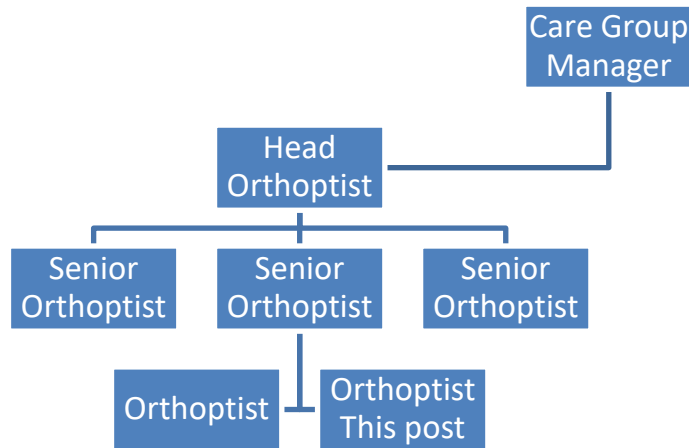 Care Group
Manager
Head
Orthoptist
Senior
Orthoptist
Senior
Orthoptist
Senior
Orthoptist
Orthoptist
Orthoptist
This post